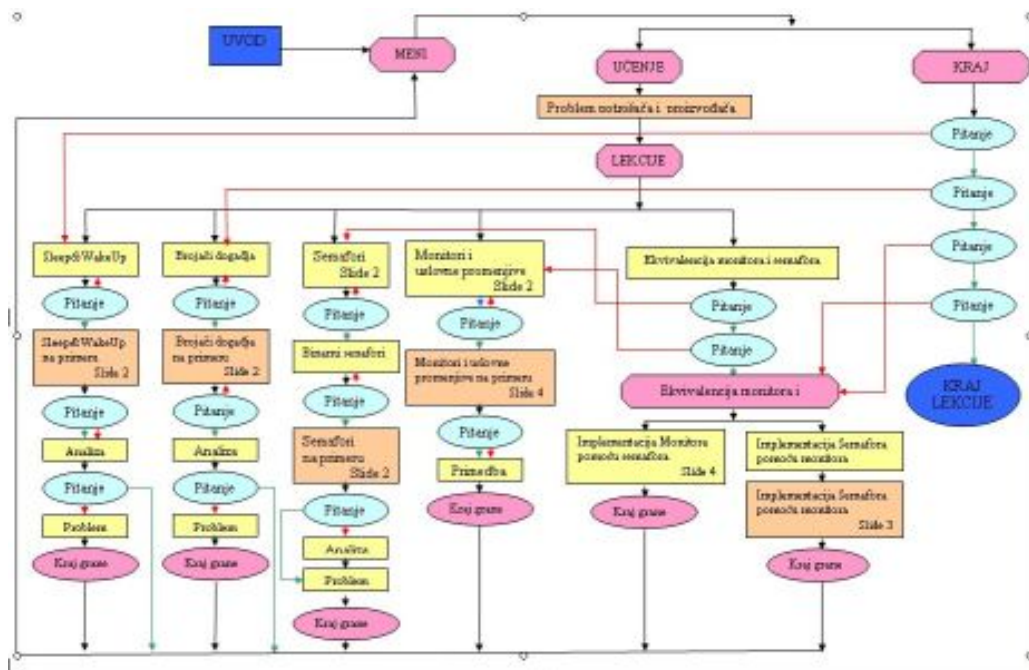 UVOD
MENI
UČENJE
KRAJ
Problem potrošača i proizvođača
Pitanje
LEKCIJE
Pitanje
Sleep&WakeUp
Brojači dogadja
Semafori
Slide 2
Monitori i
uslovne promenjive
Slide 2
Ekvivalencija monitora i semafora
Pitanje
Pitanje
Pitanje
Pitanje
Pitanje
Pitanje
Pitanje
Sleep&WakeUp
na primeru
Slide 2
Brojači dogadja
na primeru
Slide 2
Binarni semafori
Monitori i uslovne
promenjive na primeru
Slide 4
Pitanje
Ekvivalencija monitora i
KRAJ
LEKCIJE
Pitanje
Pitanje
Pitanje
Pitanje
Analiza
Analiza
Semafori
na primeru
Slide 2
Primedba
Implementacija Monitora
pomoću semafora
Slide 4
Implementacija Semafora
pomoću monitora
Pitanje
Pitanje
Pitanje
Kraj grane
Kraj grane
Implementacija Semafora
pomoću monitora
Slide 3
Problem
Problem
Analiza
Kraj grane
Kraj grane
Problem
Kraj grane
Kraj grane